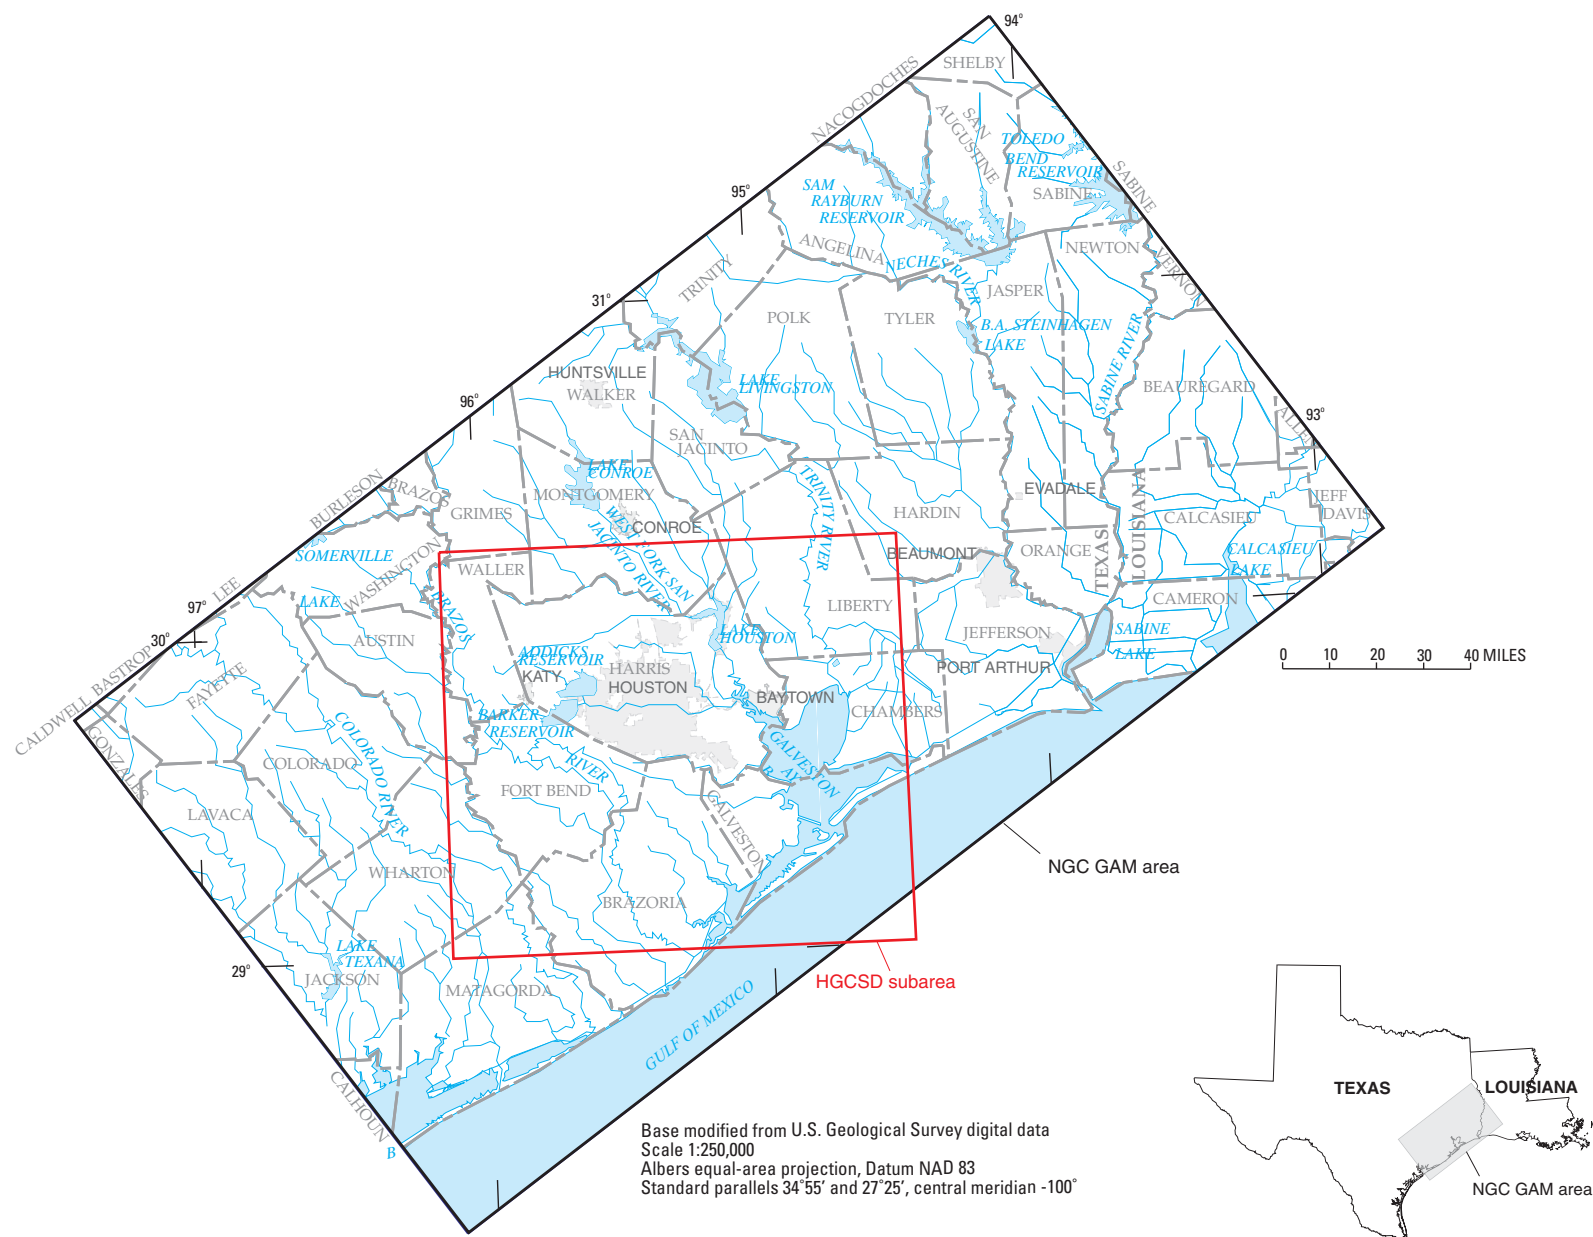 94°
SHELBY
NACOGDOCHES
SAN
AUGUSTINE
TOLEDO
BEND
RESERVOIR
SABINE
SABINE
95°
SAM
RAYBURN
RESERVOIR
ANGELINA
NECHES RIVER
NEWTON
VERNON
TRINITY
JASPER
31°
POLK
TYLER
B.A. STEINHAGEN
LAKE
SABINE RIVER
HUNTSVILLE
WALKER
LAKE
LIVINGSTON
BEAUREGARD
96°
93°
ALLEN
SAN
JACINTO
LAKE
CONROE
BURLESON
BRAZOS
MONTGOMERY
TRINITY RIVER
EVADALE
LOUISIANA
TEXAS
JEFF
DAVIS
GRIMES
WEST FORK SAN
JACINTO RIVER
CONROE
HARDIN
CALCASIEU
SOMERVILLE
WASHINGTON
BEAUMONT
ORANGE
CALCASIEU
LAKE
WALLER
LEE
LAKE
97°
BRAZOS
LIBERTY
CAMERON
30°
AUSTIN
LAKE
HOUSTON
JEFFERSON
SABINE
LAKE
ADDICKS
RESERVOIR
KATY
HARRIS
HOUSTON
PORT ARTHUR
0 10 20 30 40 MILES
BASTROP
CALDWELL
FAYETTE
BAYTOWN
CHAMBERS
GONZALES
COLORADO RIVER
BARKER
RESERVOIR
GALVESTON
B AY
COLORADO
RIVER
FORT BEND
LAVACA
GALVESTON
WHARTON
NGC GAM area
BRAZORIA
LAKE
TEXANA
29°
JACKSON
MATAGORDA
HGCSD subarea
GULF OF MEXICO
CALHOUN
B
TEXAS
LOUISIANA
NGC GAM area
Base modified from U.S. Geological Survey digital data
Scale 1:250,000
Albers equal-area projection, Datum NAD 83
Standard parallels 34°55′ and 27°25′, central meridian -100°